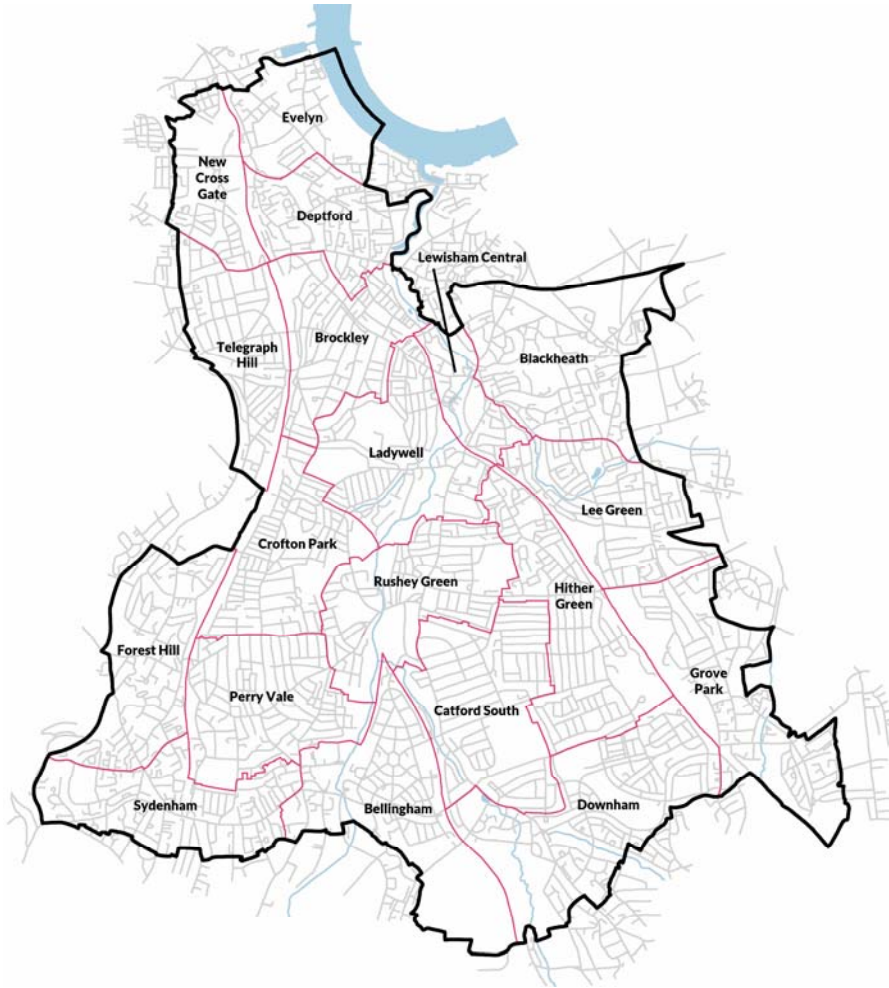 Evelyn
New
Cross
Gate
Deptford
Lewisham Central
Telegraph
Hill
Brockley
Blackheath
Ladywell
Lee Green
Crofton Park
Rushey Green
Hither
Green
Forest Hill
Grove
Park
Perry Vale
Catford South
Sydenham
Bellingham
Downham